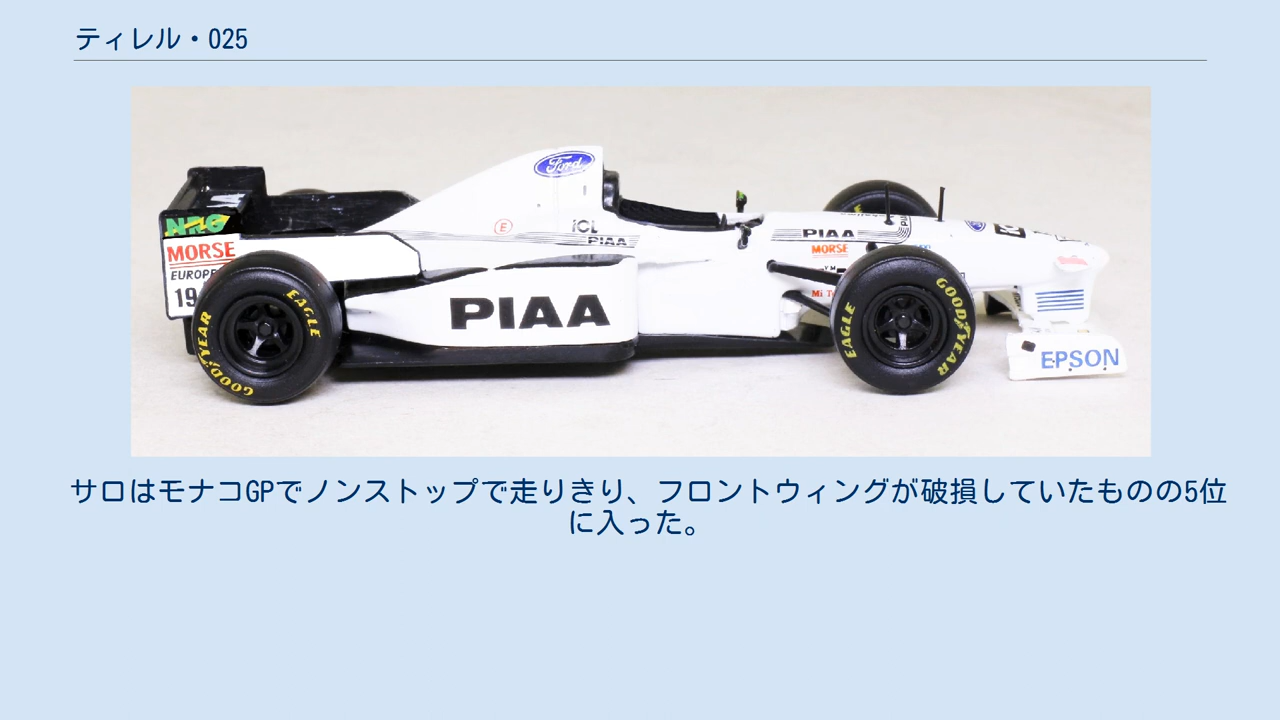 ティレル・025
Ford
NRG
MORSE
EUROPE
19
E
ICL
PIAA
PIAA
PIAA
MORSE
EAGLE
GOODYEAR
EAGLE
GOODYEAR
EPSON
サロはモナコGPでノンストップで走りきり、フロントウィングが破損していたものの5位
に入った。